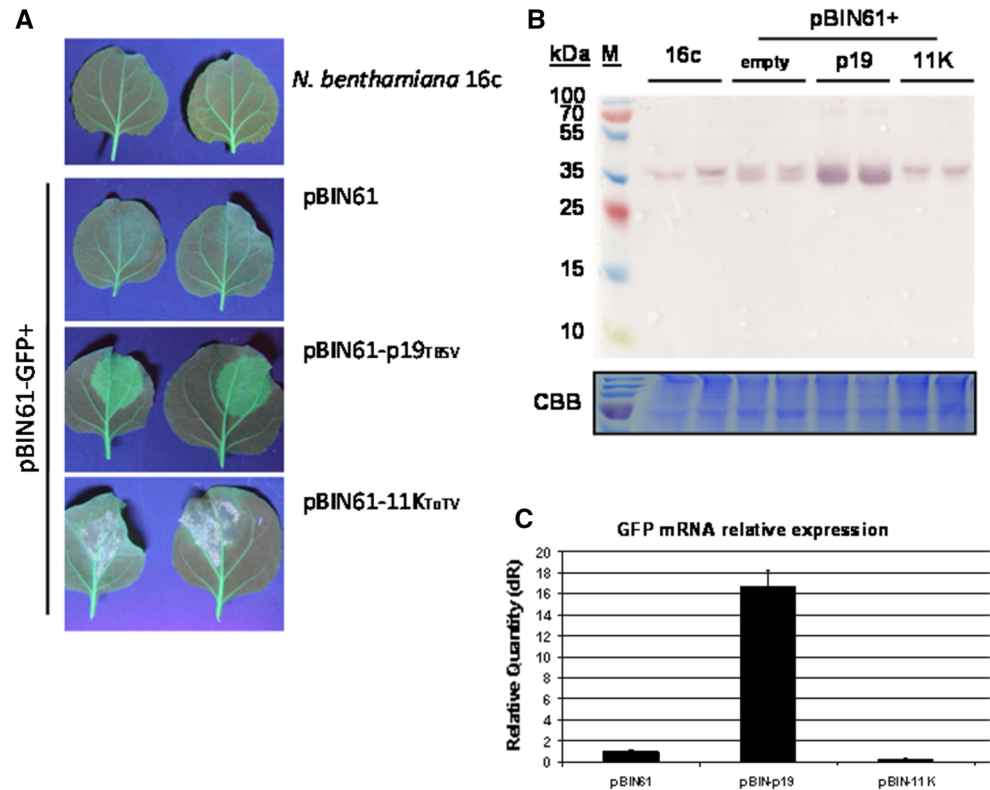 A
N. benthamiana 16c
pBIN61-GFP+
pBIN61
pBIN61-p19TBSV
pBIN61-11KToTV
B
pBIN61+
kDa M 16c empty p19 11K
100
70
55
35
25
15
10
CBB
C
GFP mRNA relative expression
Relative Quantity (dR)
20
18
16
14
12
10
8
6
4
2
0
pBIN61 pBIN-p19 pBIN-11K